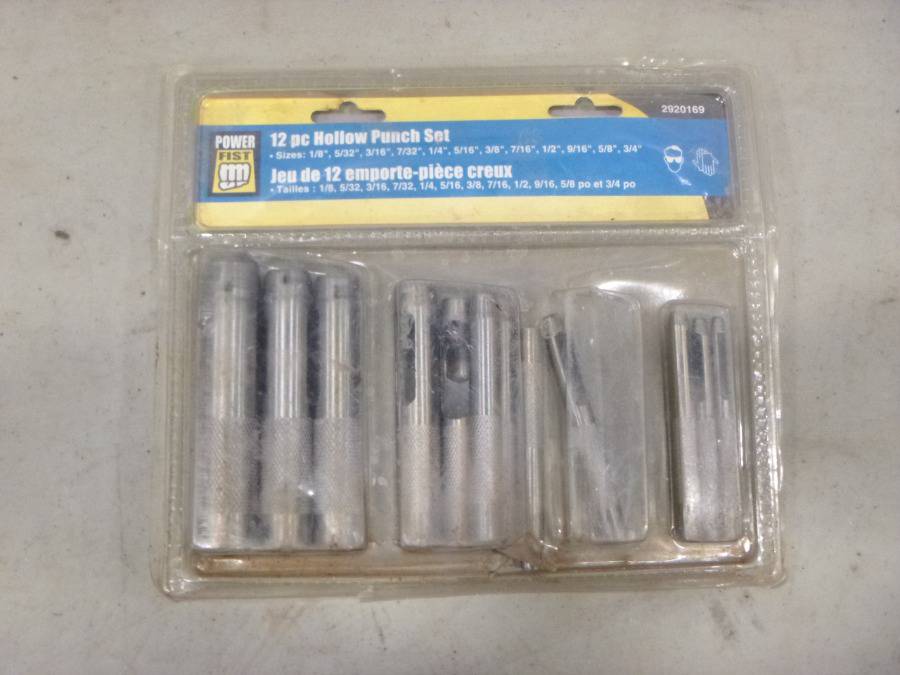 2920169
POWER
FIST
12 pc Hollow Punch Set
• Sizes: 1/8", 5/32", 3/16", 7/32", 1/4", 5/16", 3/8", 7/16", 1/2", 9/16", 5/8", 3/4"
Jeu de 12 emporte-pièce creux
• Tailles : 1/8, 5/32, 3/16, 7/32, 1/4, 5/16, 3/8, 7/16, 1/2, 9/16, 5/8 po et 3/4 po